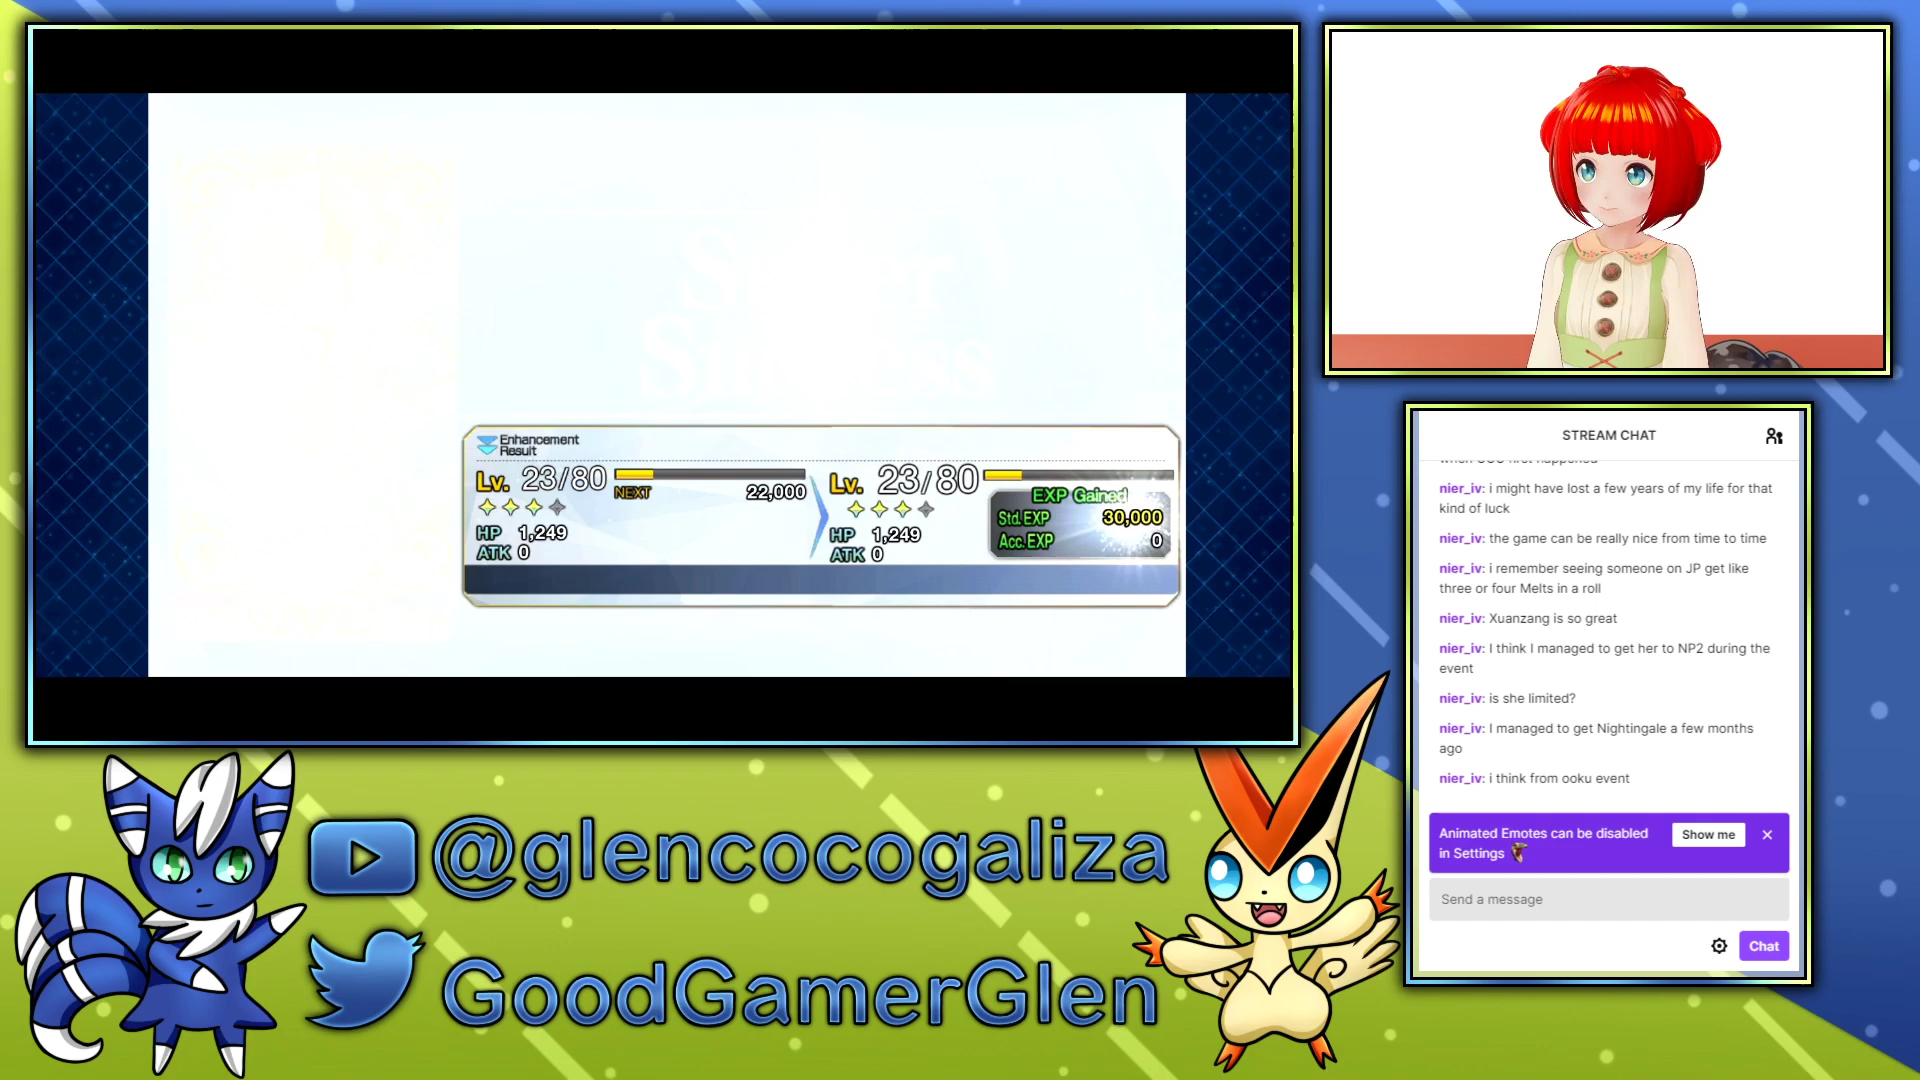 Super
Success
Enhancement
Result
Lv. 23/80
NEXT 22,000
HP 1,249
ATK 0
Lv. 23/80
EXP Gained
Std.EXP 30,000
Acc.EXP 0
HP 1,249
ATK 0
STREAM CHAT
nier_iv: i might have lost a few years of my life for that
kind of luck
nier_iv: the game can be really nice from time to time
nier_iv: i remember seeing someone on JP get like
three or four Melts in a roll
nier_iv: Xuanzang is so great
nier_iv: I think I managed to get her to NP2 during the
event
nier_iv: is she limited?
nier_iv: I managed to get Nightingale a few months
ago
nier_iv: i think from ooku event
Animated Emotes can be disabled
in Settings
Show me
Send a message
Chat
@glencocogaliza
GoodGamerGlen